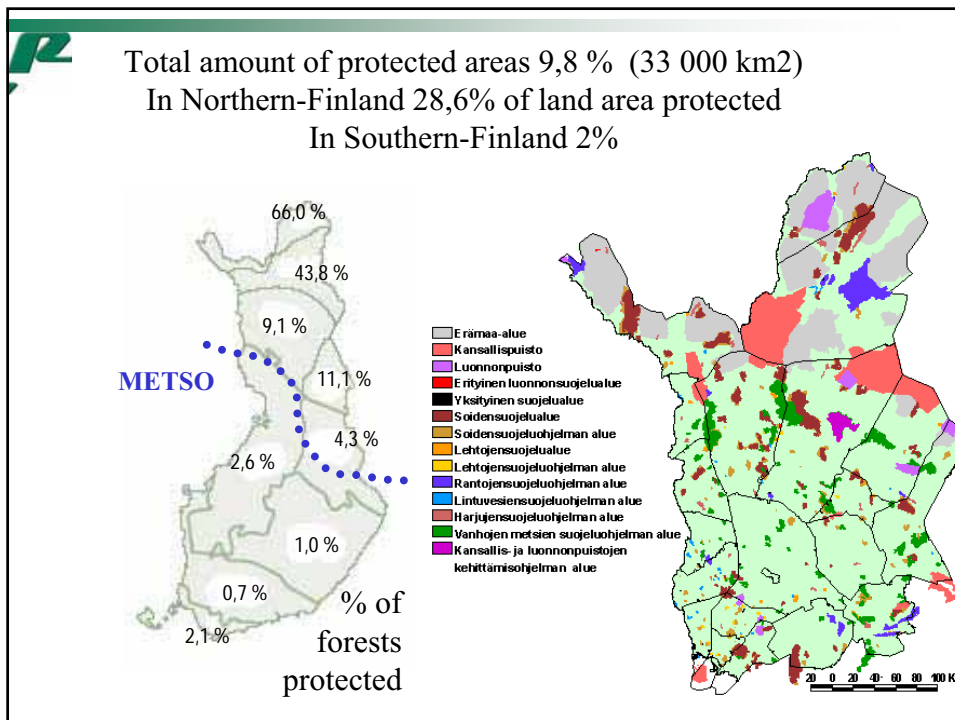 Total amount of protected areas 9,8 % (33 000 km2)
In Northern-Finland 28,6% of land area protected
In Southern-Finland 2%
66,0 %
43,8 %
9,1 %
METSO
11,1 %
4,3 %
2,6 %
1,0 %
0,7 %
2,1 %
% of
forests
protected
Erämaa-alue
Kansallispuisto
Luonnonpuisto
Erityinen luonnonsuojelualue
Yksityinen suojelualue
Soidensuojelualue
Soidensuojeluohjelman alue
Lehtojensuojelualue
Lehtojensuojeluohjelman alue
Rantojensuojeluohjelman alue
Lintuvesiensuojeluohjelman alue
Harjujensuojeluohjelman alue
Vanhojen metsien suojeluohjelman alue
Kansallis- ja luonnonpuistojen
kehittämisohjelman alue
20 0 20 40 60 80 100 K